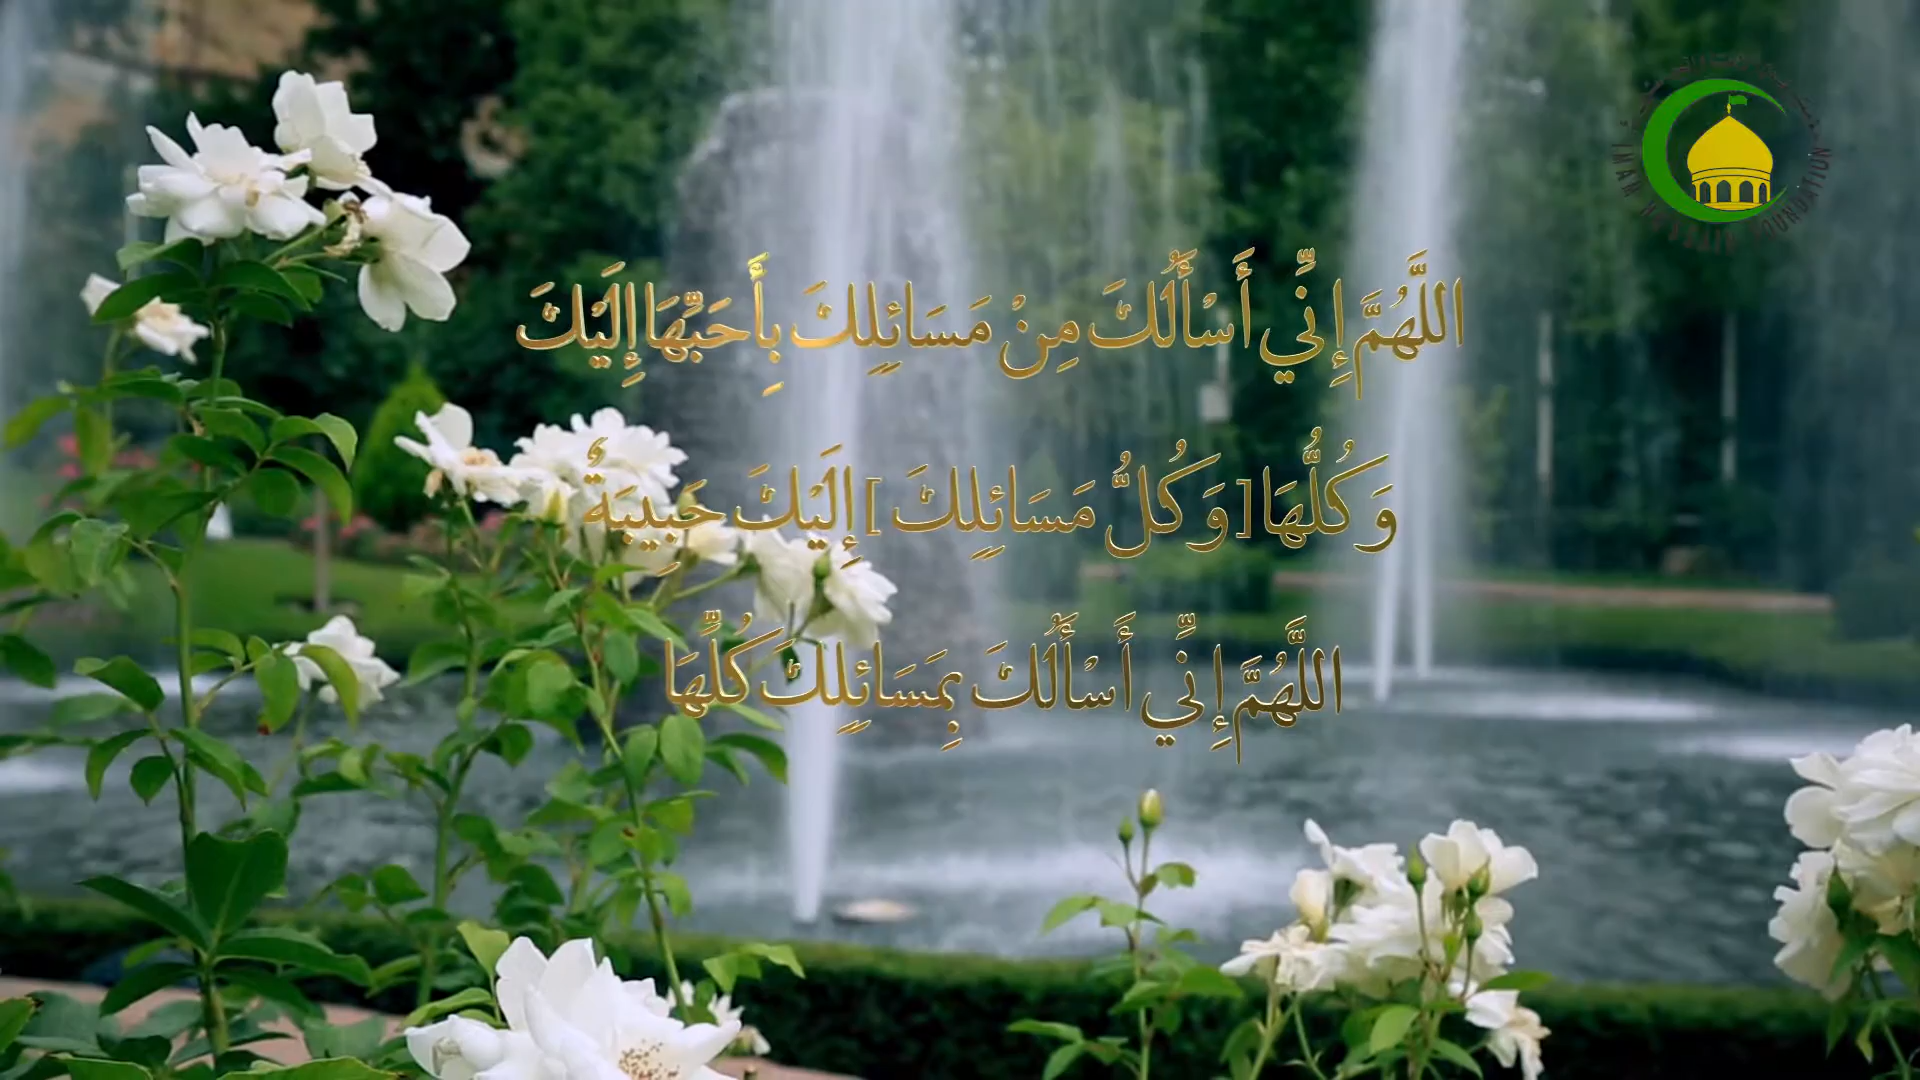 اللَّهُمَّ إِنِّي أَسْأَلُكَ مِنْ مَسَائِلِكَ بِأَحَبِّهَا إِلَيْكَ
وَكُلُّهَا [وَكُلُّ مَسَائِلِكَ] إِلَيْكَ حَبِيبَةٌ
اللَّهُمَّ إِنِّي أَسْأَلُكَ بِمَسَائِلِكَ كُلِّهَا